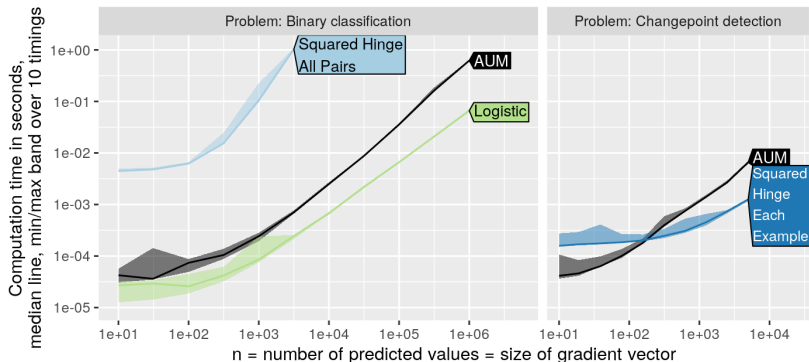 Problem: Binary classification
Problem: Changepoint detection
Computation time in seconds,
median line, min/max band over 10 timings
1e+00
1e-01
1e-02
1e-03
1e-04
1e-05
Squared Hinge
All Pairs
AUM
Logistic
AUM
Squared
Hinge
Each
Example
1e+01
1e+02
1e+03
1e+04
1e+05
1e+06
1e+01
1e+02
1e+03
1e+04
n = number of predicted values = size of gradient vector